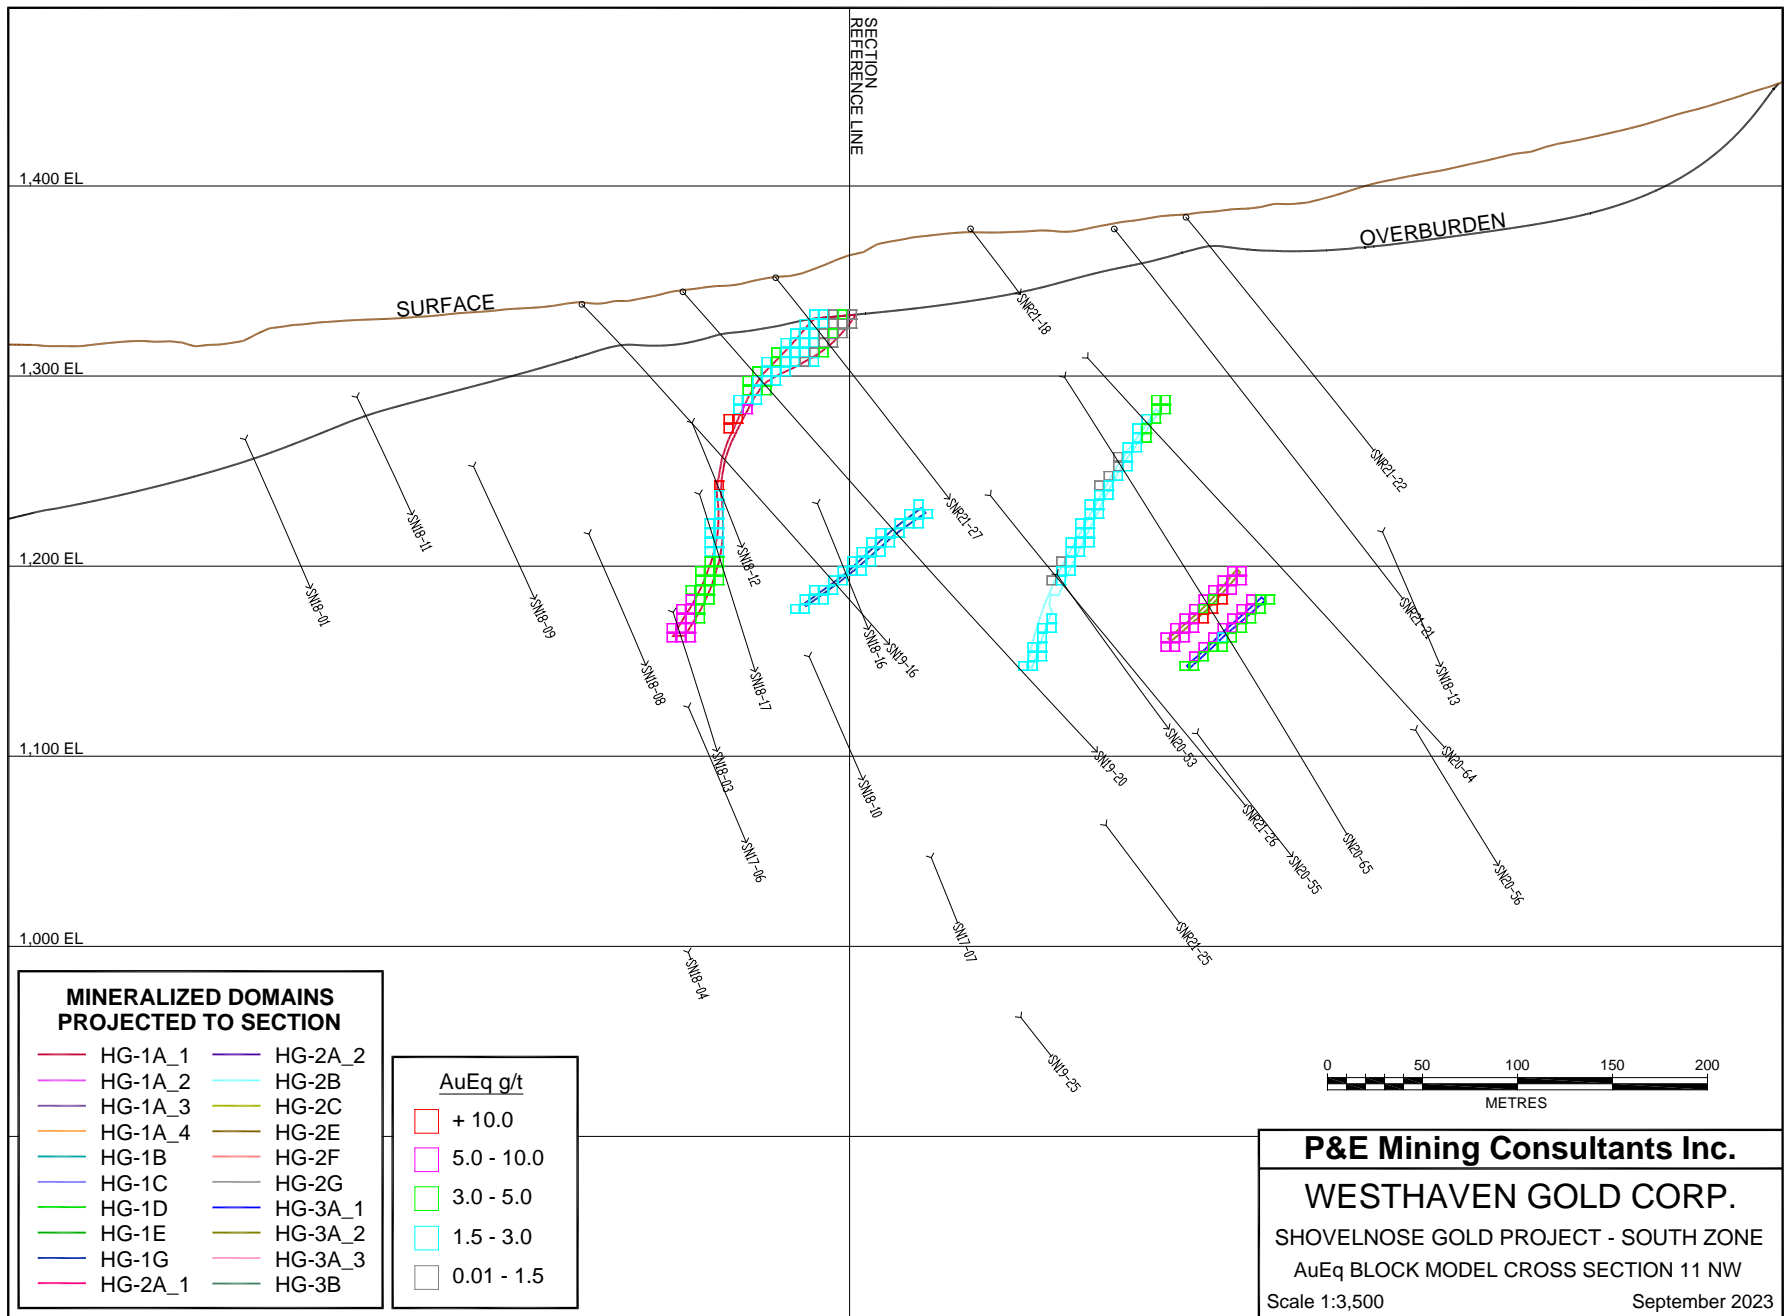 SECTION
REFERENCE LINE
1,400 EL
OVERBURDEN
SURFACE
SNR21-18
1,300 EL
SNR21-22
SNR21-27
SN18-11
SN18-12
1,200 EL
SN18-01
SN18-09
SN18-16
SN19-16
SNR21-21
SN18-08
SN18-17
SN18-13
SN18-03
SN18-10
SN19-20
SN20-53
SN20-64
1,100 EL
SN17-06
SNR21-26
SN20-55
SN20-65
SN20-56
1,000 EL
SN18-04
SN17-07
SNR21-25
SN19-25
MINERALIZED DOMAINS
PROJECTED TO SECTION
HG-1A_1 HG-2A_2
HG-1A_2 HG-2B
HG-1A_3 HG-2C
HG-1A_4 HG-2E
HG-1B HG-2F
HG-1C HG-2G
HG-1D HG-3A_1
HG-1E HG-3A_2
HG-1G HG-3A_3
HG-2A_1 HG-3B
AuEq g/t
+ 10.0
5.0 - 10.0
3.0 - 5.0
1.5 - 3.0
0.01 - 1.5
0 50 100 150 200
METRES
P&E Mining Consultants Inc.
WESTHAVEN GOLD CORP.
SHOVELNOSE GOLD PROJECT - SOUTH ZONE
AuEq BLOCK MODEL CROSS SECTION 11 NW
Scale 1:3,500 September 2023